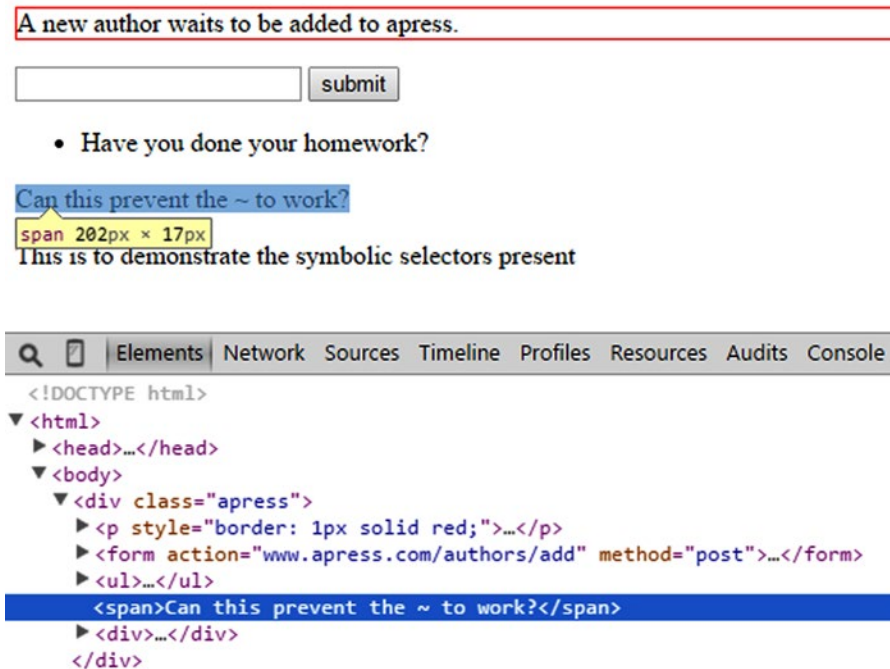 A new author waits to be added to apress.
submit
• Have you done your homework?
Can this prevent the ~ to work?
span 202px × 17px
This is to demonstrate the symbolic selectors present
Elements Network Sources Timeline Profiles Resources Audits Console
<!DOCTYPE html>
▼<html>
▶<head>…</head>
▼<body>
▼<div class="apress">
▶<p style="border: 1px solid red;">…</p>
▶<form action="www.apress.com/authors/add" method="post">…</form>
▶<ul>…</ul>
<span>Can this prevent the ~ to work?</span>
▶<div>…</div>
</div>